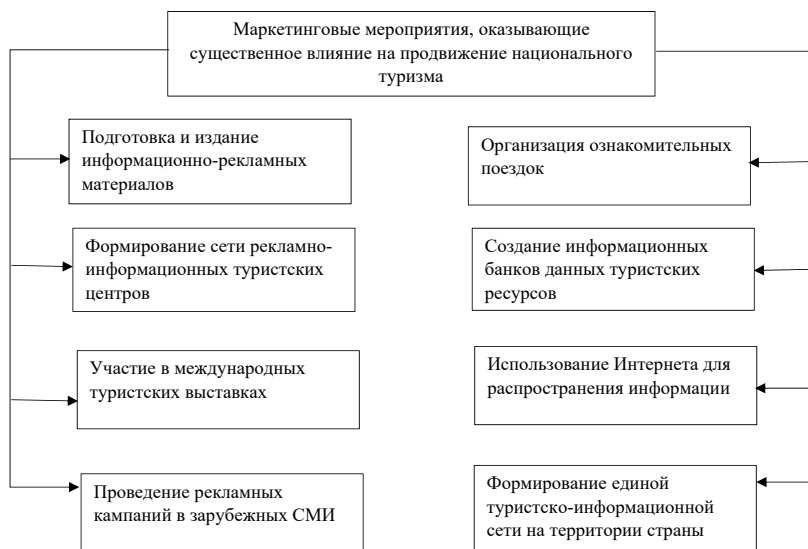 Маркетинговые мероприятия, оказывающие
существенное влияние на продвижение национального
туризма
Подготовка и издание
информационно-рекламных
материалов
Организация ознакомительных
поездок
Формирование сети рекламно-
информационных туристских
центров
Создание информационных
банков данных туристских
ресурсов
Участие в международных
туристских выставках
Использование Интернета для
распространения информации
Проведение рекламных
кампаний в зарубежных СМИ
Формирование единой
туристско-информационной
сети на территории страны